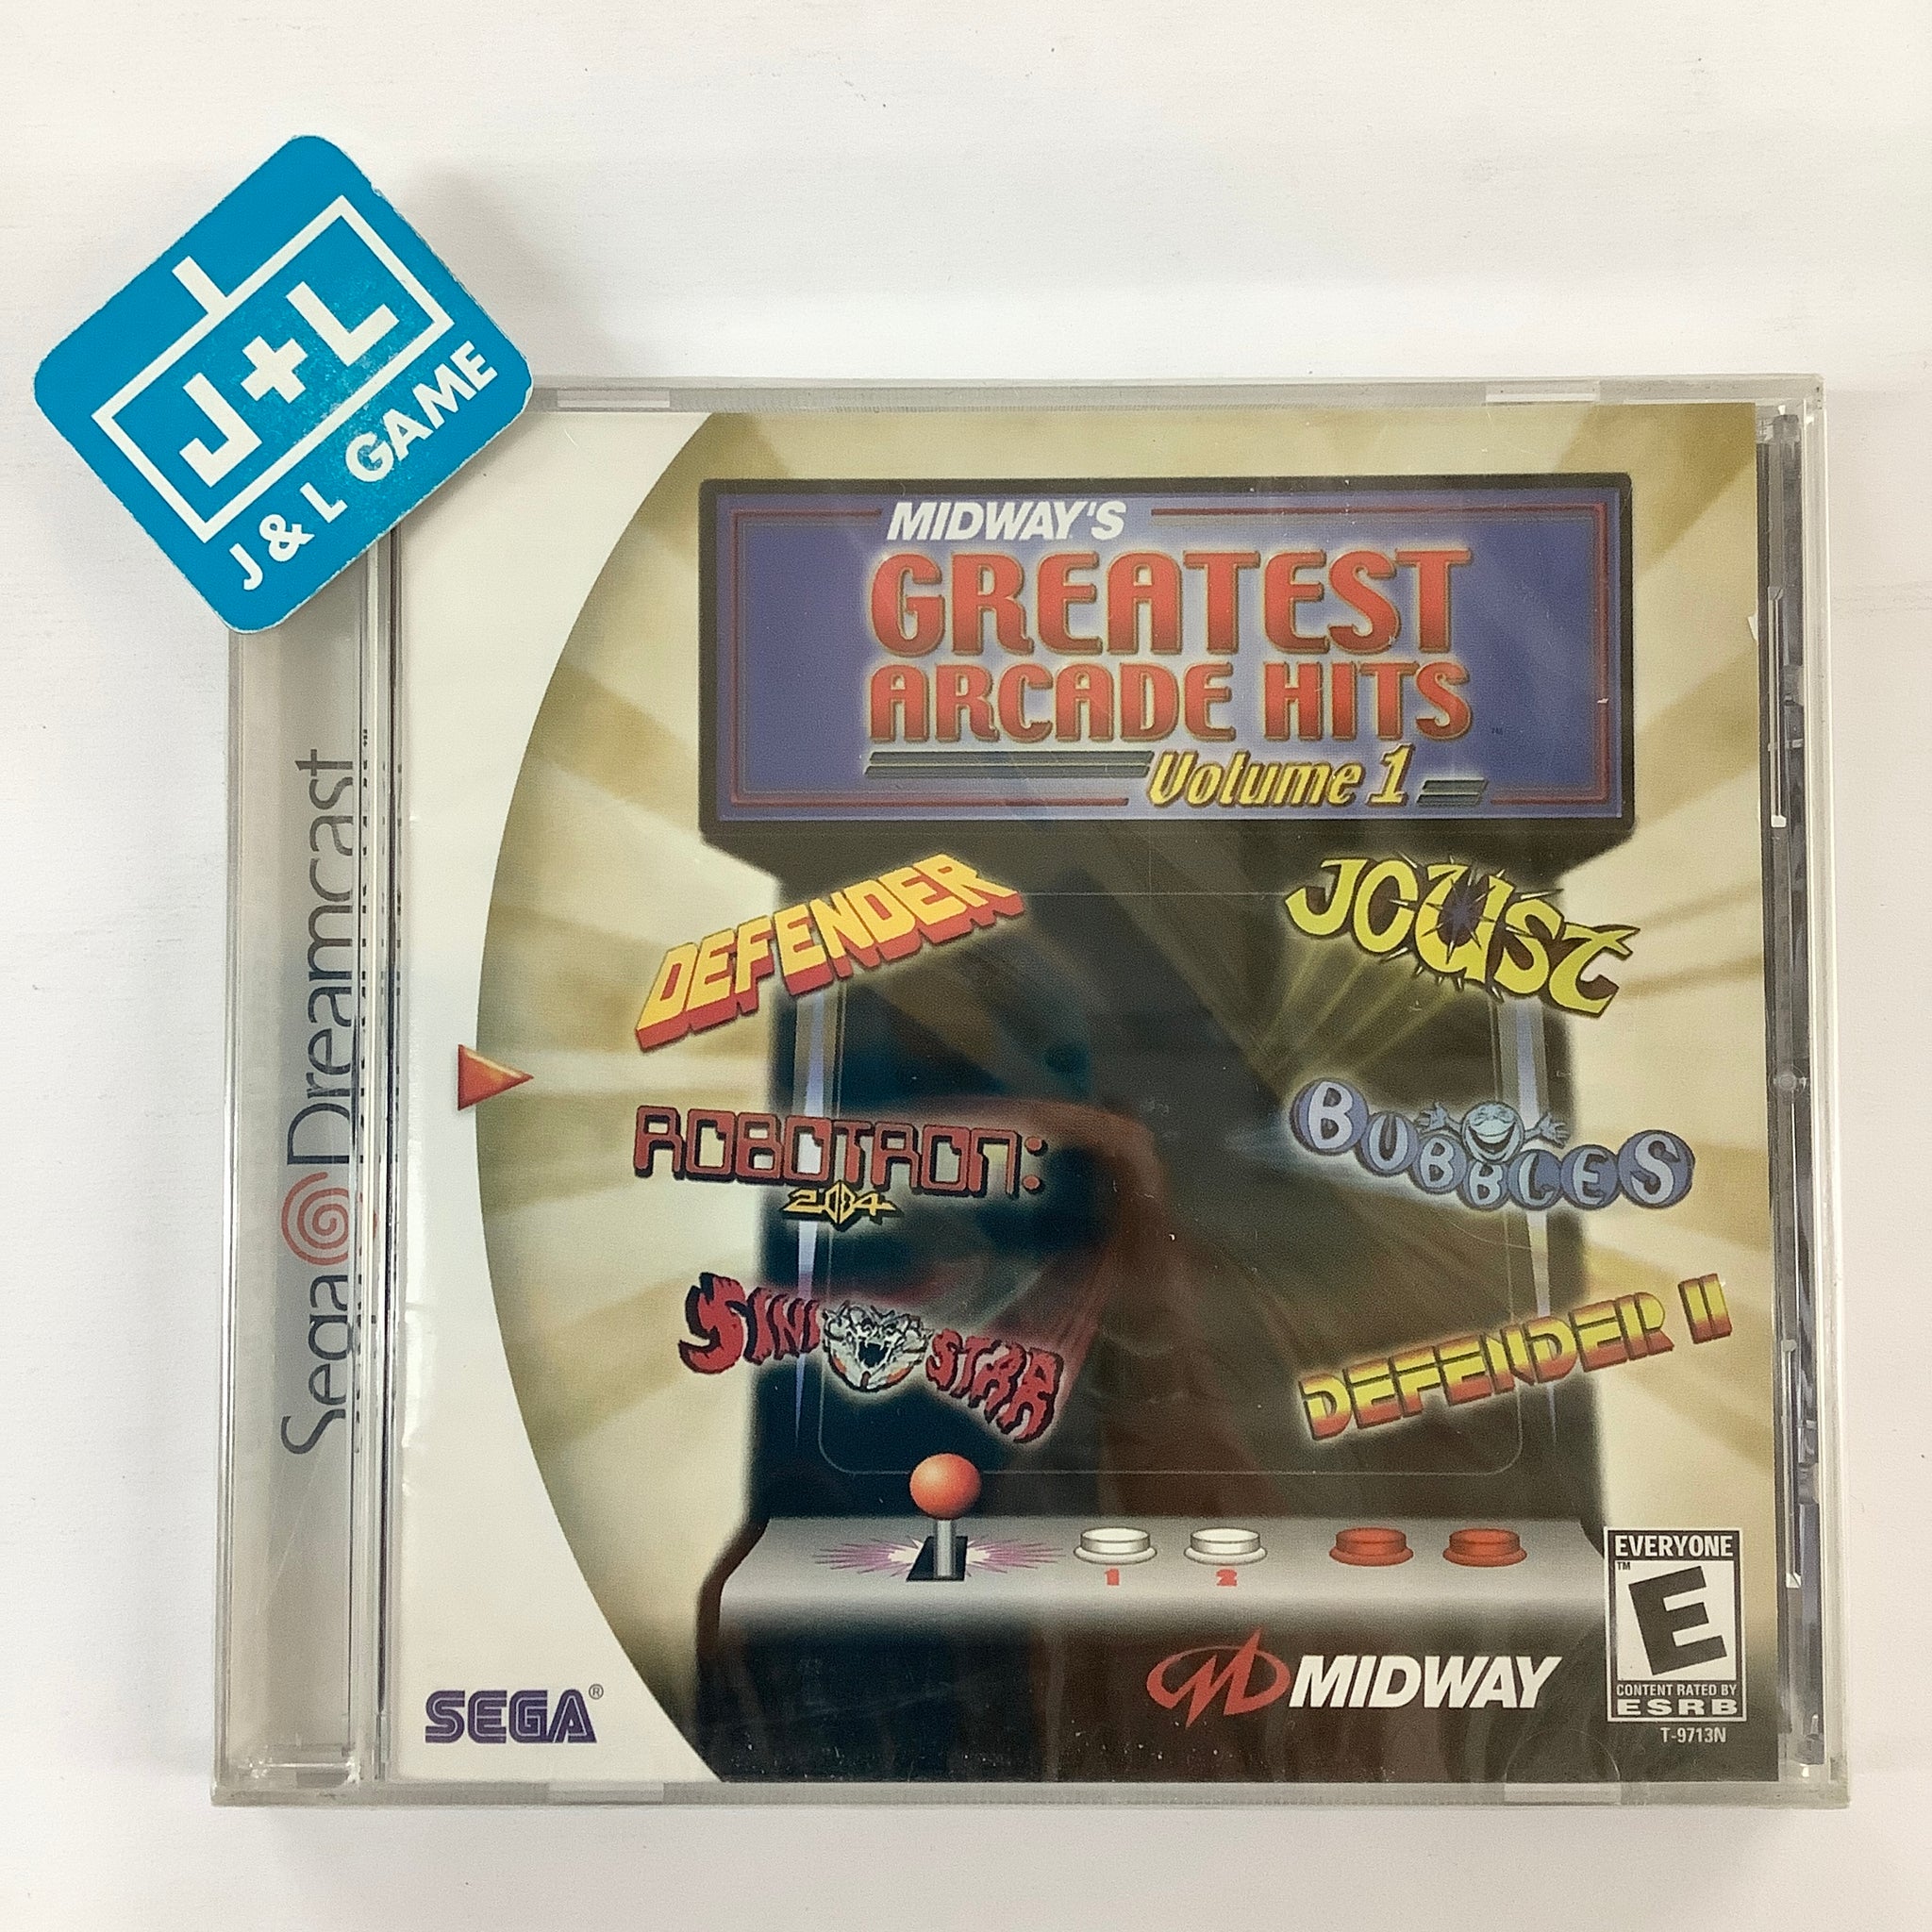 J+L
J & L GAME
Sega Dreamcast
MIDWAY'S
GREATEST
ARCADE HITS
Volume 1
DEFENDER
JOUST
ROBOTRON:
2084
BUBBLES
SINISTAR
DEFENDER II
1 2
MIDWAY
SEGA®
EVERYONE
E
CONTENT RATED BY
ESRB
T-9713N